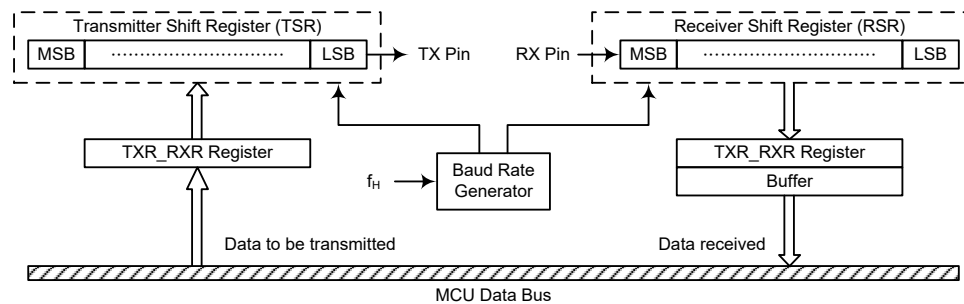 Transmitter Shift Register (TSR)
MSB
LSB
TX Pin
RX Pin
Receiver Shift Register (RSR)
MSB
LSB
TXR_RXR Register
fH
Baud Rate
Generator
TXR_RXR Register
Buffer
Data to be transmitted
Data received
MCU Data Bus